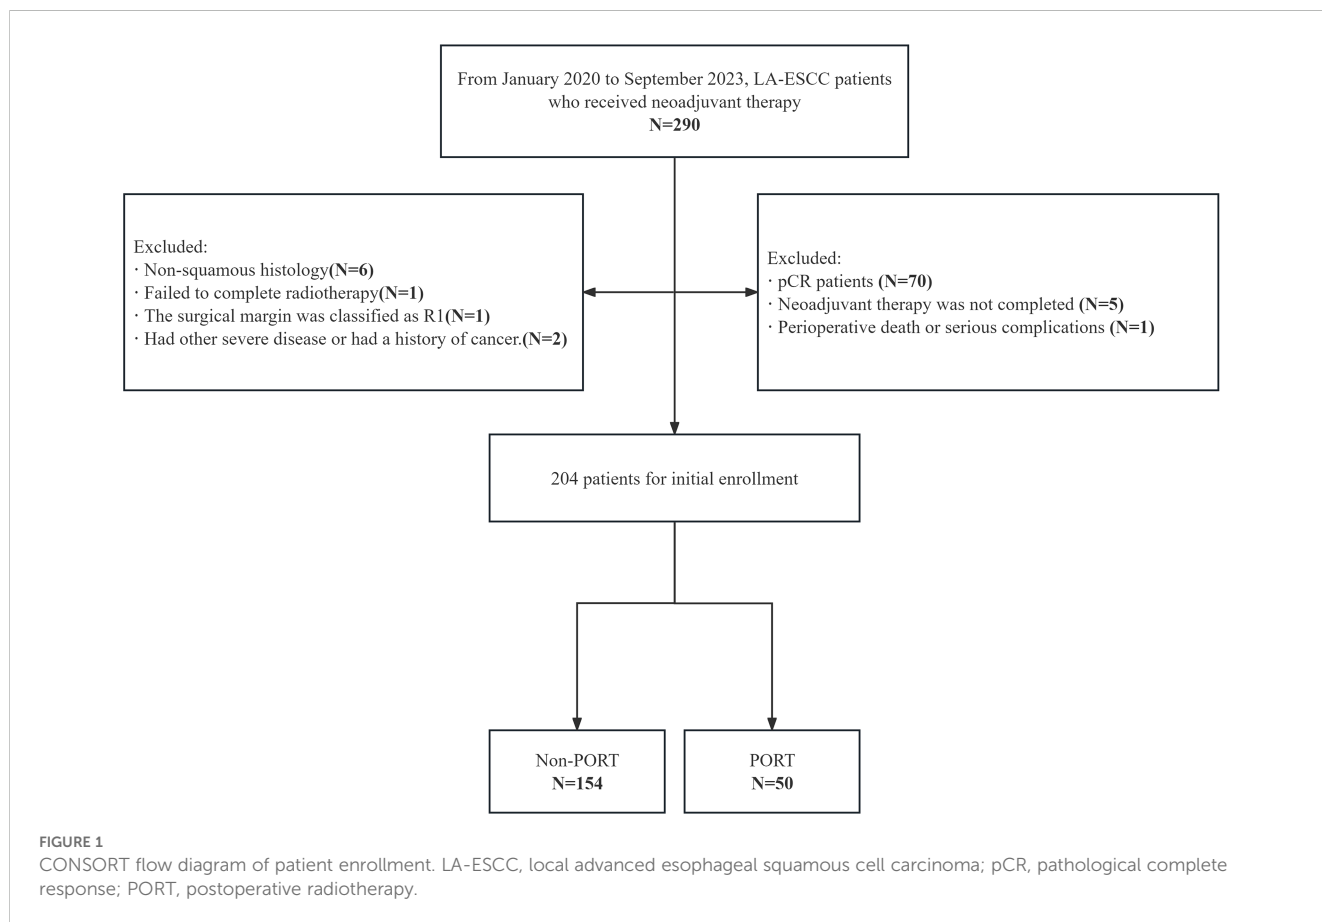 From January 2020 to September 2023, LA-ESCC patients
who received neoadjuvant therapy
N=290
Excluded:
· Non-squamous histology(N=6)
· Failed to complete radiotherapy(N=1)
· The surgical margin was classified as R1(N=1)
· Had other severe disease or had a history of cancer.(N=2)
Excluded:
· pCR patients (N=70)
· Neoadjuvant therapy was not completed (N=5)
· Perioperative death or serious complications (N=1)
204 patients for initial enrollment
Non-PORT
N=154
PORT
N=50
FIGURE 1
CONSORT flow diagram of patient enrollment. LA-ESCC, local advanced esophageal squamous cell carcinoma; pCR, pathological complete
response; PORT, postoperative radiotherapy.